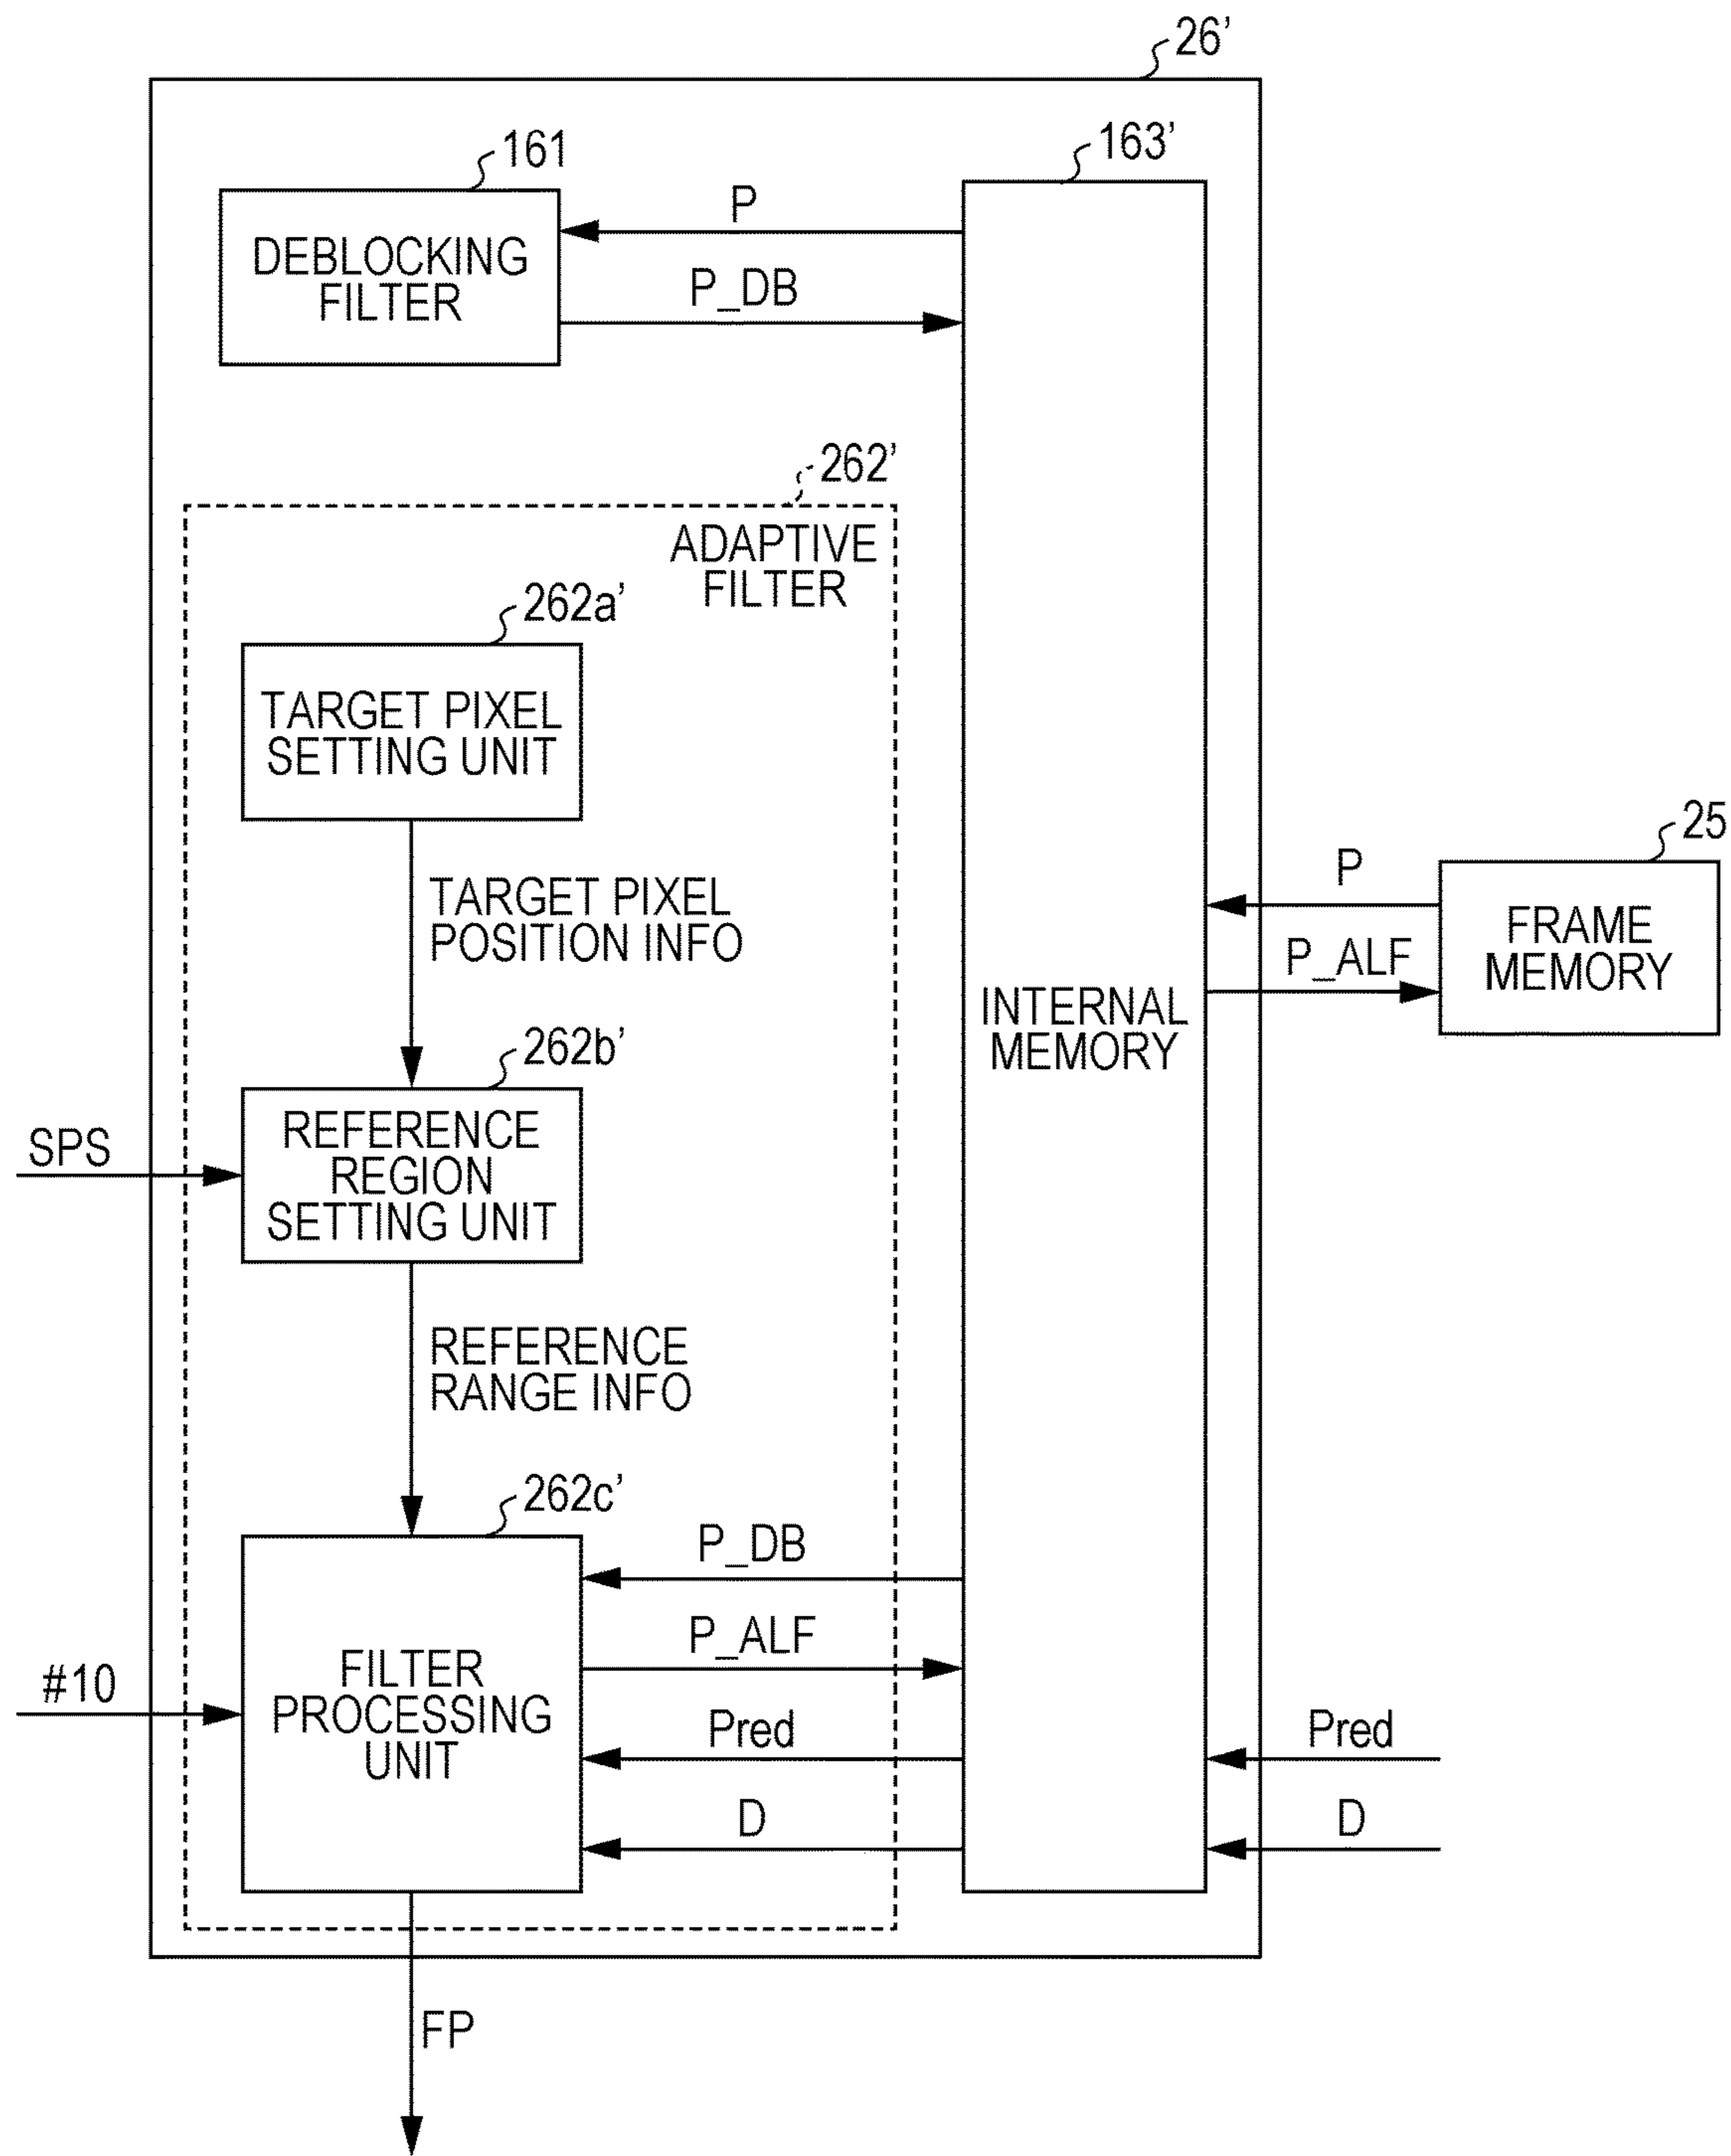 26’
161
163’
P
DEBLOCKING
FILTER
P_DB
262’
ADAPTIVE
FILTER
262a’
TARGET PIXEL
SETTING UNIT
25
TARGET PIXEL
POSITION INFO
P
FRAME
MEMORY
P_ALF
INTERNAL
MEMORY
262b’
SPS
REFERENCE
REGION
SETTING UNIT
REFERENCE
RANGE INFO
262c’
P_DB
P_ALF
#10
FILTER
PROCESSING
UNIT
Pred
Pred
D
D
FP